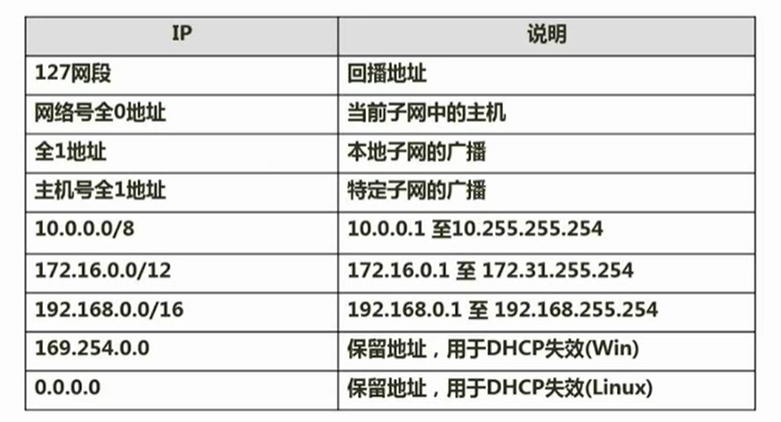 IP 说明
127网段 回播地址
网络号全0地址 当前子网中的主机
全1地址 本地子网的广播
主机号全1地址 特定子网的广播
10.0.0.0/8 10.0.0.1 至10.255.255.254
172.16.0.0/12 172.16.0.1 至 172.31.255.254
192.168.0.0/16 192.168.0.1 至 192.168.255.254
169.254.0.0 保留地址，用于DHCP失效(Win)
0.0.0.0 保留地址，用于DHCP失效(Linux)